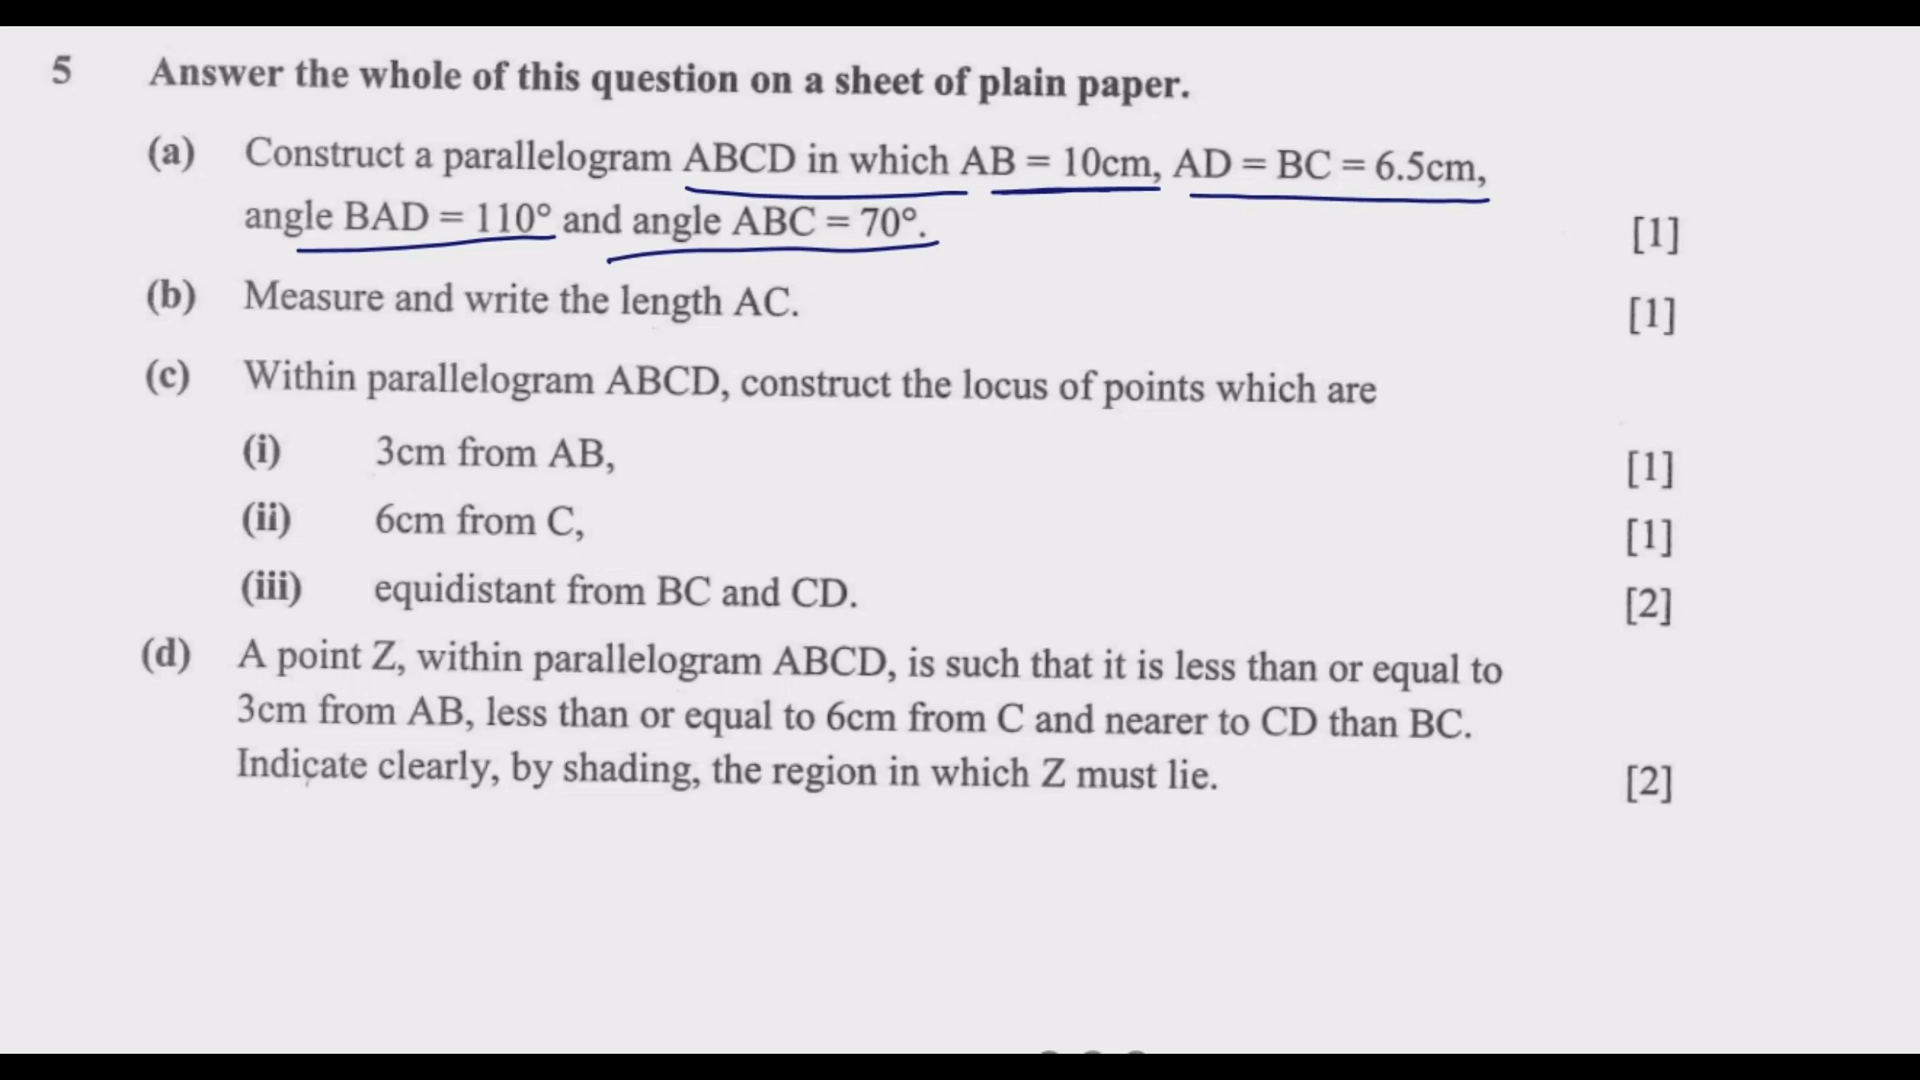 5 Answer the whole of this question on a sheet of plain paper.
(a) Construct a parallelogram ABCD in which AB = 10cm, AD = BC = 6.5cm,
angle BAD = 110° and angle ABC = 70°. [1]
(b) Measure and write the length AC. [1]
(c) Within parallelogram ABCD, construct the locus of points which are
(i) 3cm from AB, [1]
(ii) 6cm from C, [1]
(iii) equidistant from BC and CD. [2]
(d) A point Z, within parallelogram ABCD, is such that it is less than or equal to
3cm from AB, less than or equal to 6cm from C and nearer to CD than BC.
Indicate clearly, by shading, the region in which Z must lie. [2]